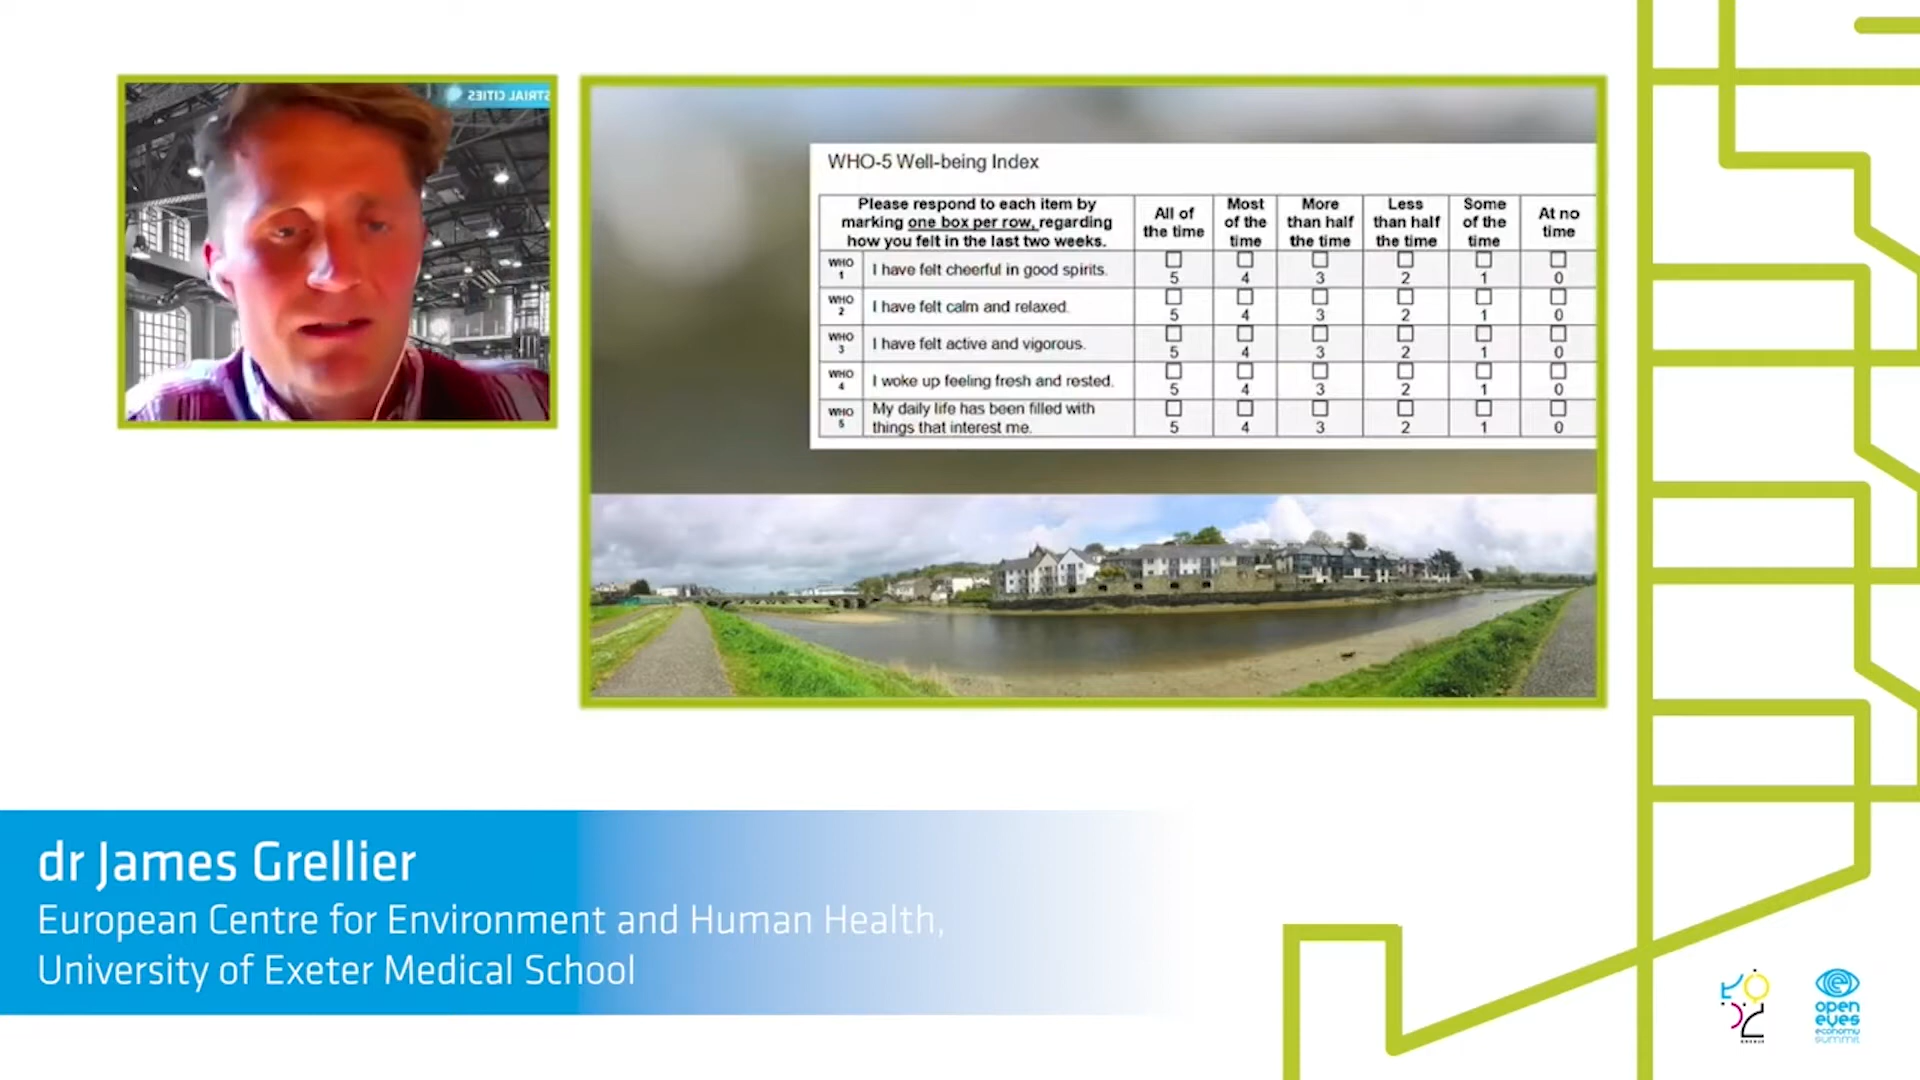 STRIAL CITIES
WHO-5 Well-being Index
Please respond to each item by
marking one box per row, regarding
how you felt in the last two weeks.
All of
the time
Most
of the
time
More
than half
the time
Less
than half
the time
Some
of the
time
At no
time
WHO
1
I have felt cheerful in good spirits.
5 4 3 2 1 0
WHO
2
I have felt calm and relaxed.
5 4 3 2 1 0
WHO
3
I have felt active and vigorous.
5 4 3 2 1 0
WHO
4
I woke up feeling fresh and rested.
5 4 3 2 1 0
WHO
5
My daily life has been filled with
things that interest me.
5 4 3 2 1 0
dr James Grellier
European Centre for Environment and Human Health,
University of Exeter Medical School
open
eyes
economy
summit